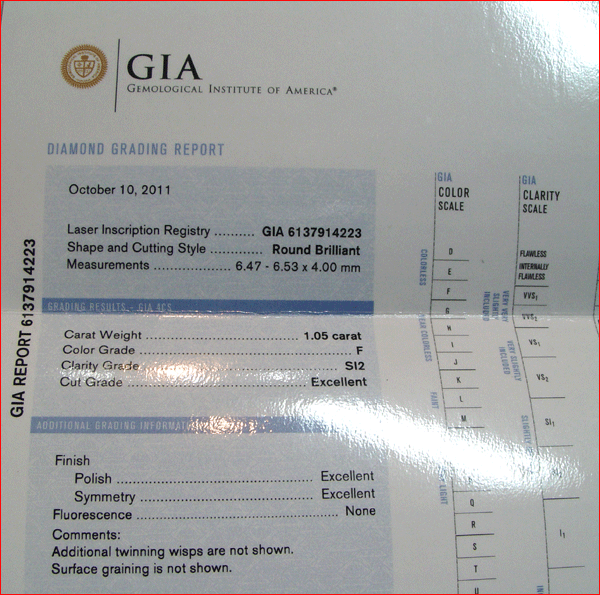 GIA
GEMOLOGICAL INSTITUTE OF AMERICA®
DIAMOND GRADING REPORT
October 10, 2011
Laser Inscription Registry .......... GIA 6137914223
Shape and Cutting Style ............. Round Brilliant
Measurements .................... 6.47 - 6.53 x 4.00 mm
GRADING RESULTS - GIA 4CS
Carat Weight ........................ 1.05 carat
Color Grade ........................ F
Clarity Grade ........................ SI2
Cut Grade ........................ Excellent
ADDITIONAL GRADING INFORMATION
Finish
Polish ........................ Excellent
Symmetry ........................ Excellent
Fluorescence ........................ None
Comments:
Additional twinning wisps are not shown.
Surface graining is not shown.
GIA REPORT 6137914223
GIA
COLOR
SCALE
COLORLESS
D
E
F
G
NEAR COLORLESS
H
I
J
K
FAINT
L
M
LIGHT
Q
R
S
T
U
GIA
CLARITY
SCALE
FLAWLESS
INTERNALLY
FLAWLESS
VERY VERY
SLIGHTLY
INCLUDED
VVS1
VVS2
VERY SLIGHTLY
INCLUDED
VS1
VS2
SLIGHTLY
SI1
I1